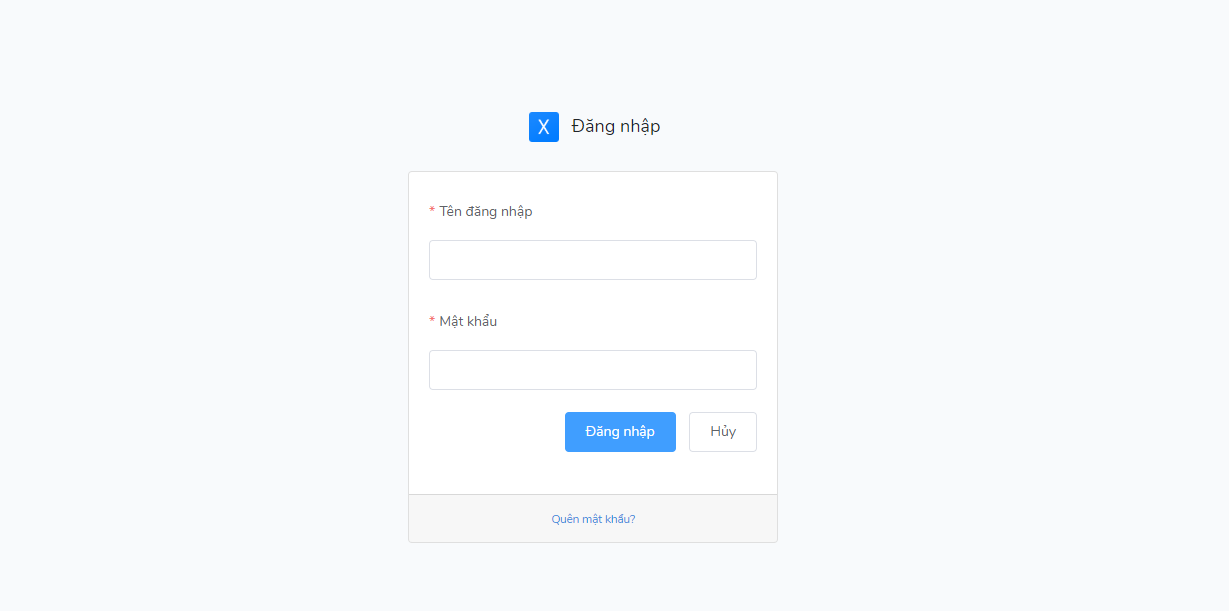 X Đăng nhập
* Tên đăng nhập
* Mật khẩu
Đăng nhập Hủy
Quên mật khẩu?